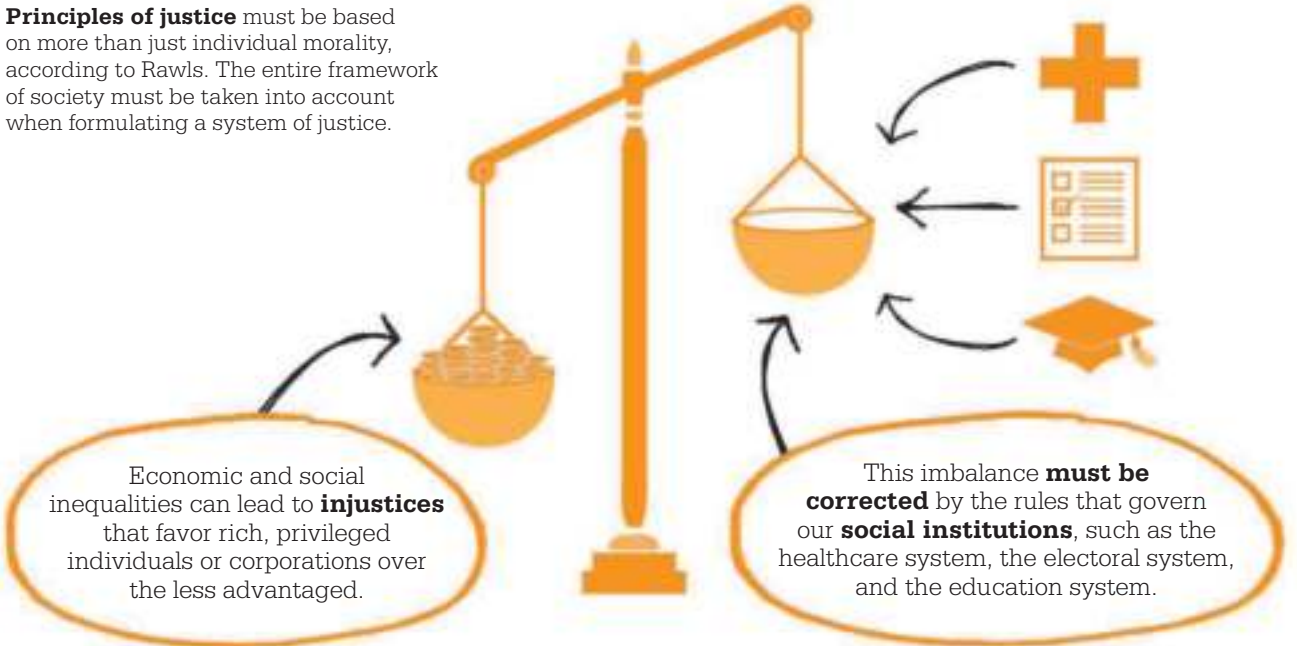 Principles of justice must be based
on more than just individual morality,
according to Rawls. The entire framework
of society must be taken into account
when formulating a system of justice.
Economic and social
inequalities can lead to injustices
that favor rich, privileged
individuals or corporations over
the less advantaged.
This imbalance must be
corrected by the rules that govern
our social institutions, such as the
healthcare system, the electoral system,
and the education system.